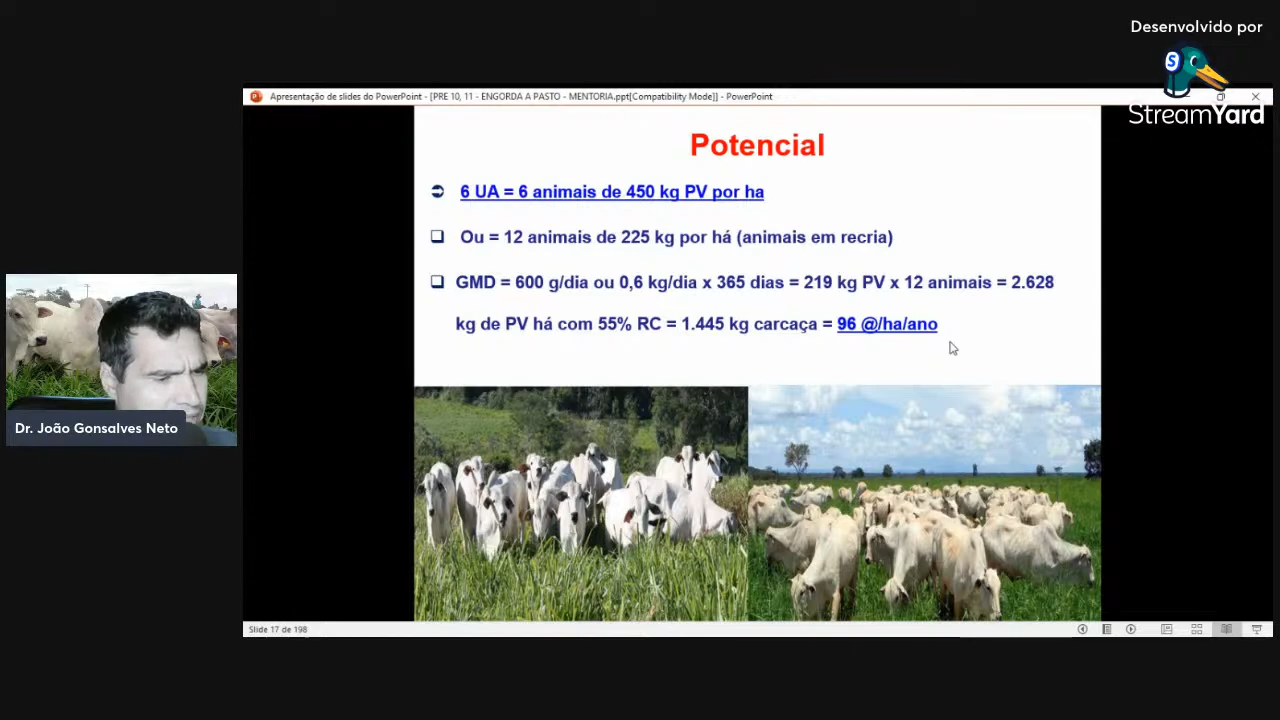 Desenvolvido por
StreamYard
Apresentação de slides do PowerPoint - [PRE 10, 11 - ENGORDA A PASTO - MENTORIA.ppt[Compatibility Mode]] - PowerPoint
Potencial
6 UA = 6 animais de 450 kg PV por ha
Ou = 12 animais de 225 kg por há (animais em recria)
GMD = 600 g/dia ou 0,6 kg/dia x 365 dias = 219 kg PV x 12 animais = 2.628
kg de PV há com 55% RC = 1.445 kg carcaça = 96 @/ha/ano
Dr. João Gonsalves Neto
Slide 17 de 198